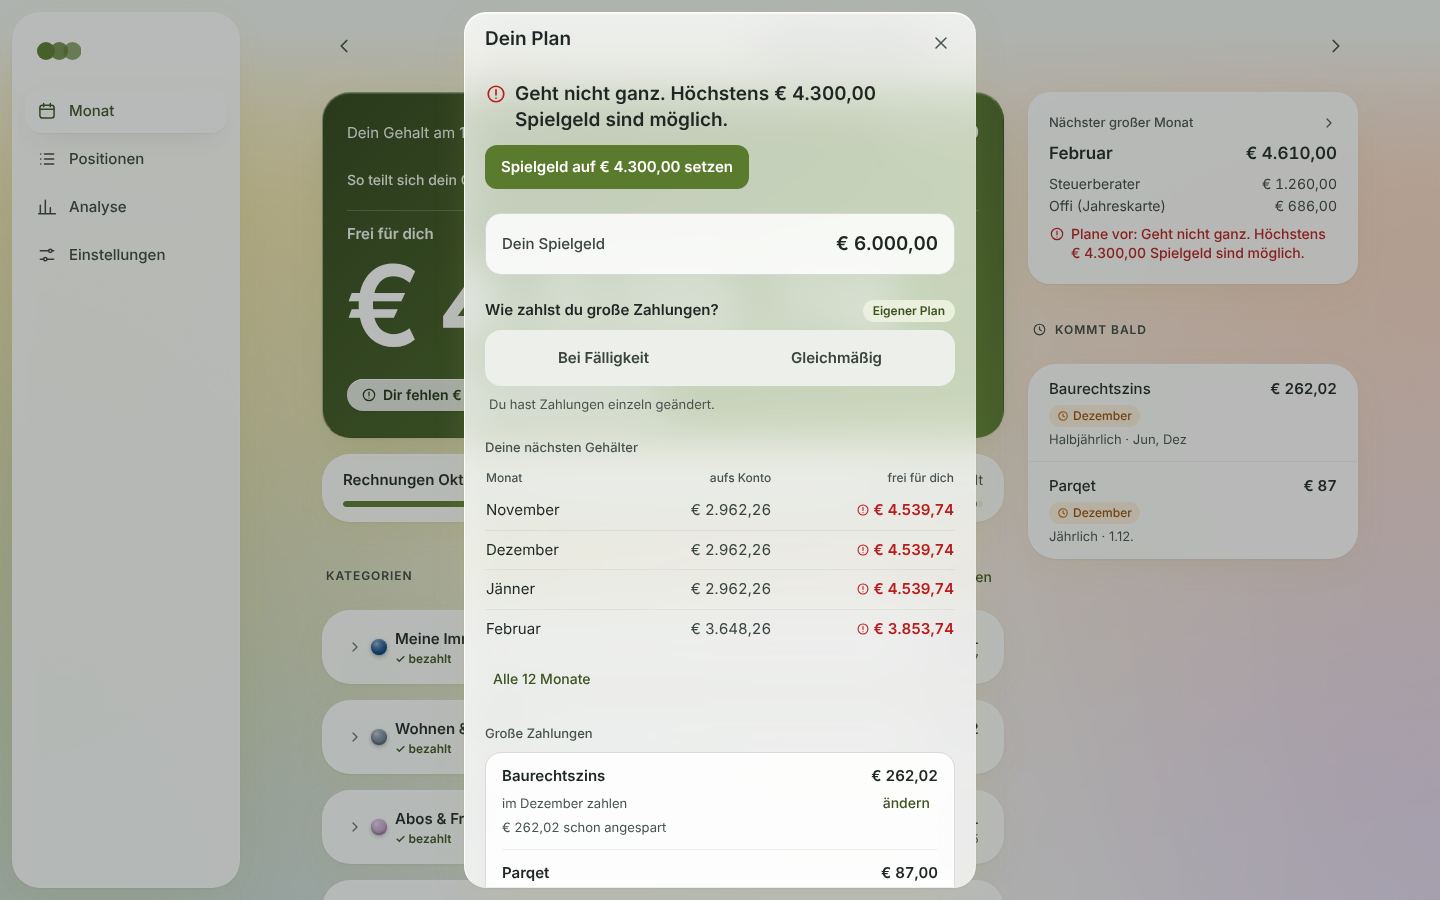 Monat
Positionen
Analyse
Einstellungen
Dein Gehalt am 1
So teilt sich dein
Frei für dich
€ 4
Dir fehlen €
Rechnungen Okt
KATEGORIEN
Meine Im
✓ bezahlt
Wohnen &
✓ bezahlt
Abos & Fr
✓ bezahlt
Dein Plan
Geht nicht ganz. Höchstens € 4.300,00
Spielgeld sind möglich.
Spielgeld auf € 4.300,00 setzen
Dein Spielgeld € 6.000,00
Wie zahlst du große Zahlungen? Eigener Plan
Bei Fälligkeit Gleichmäßig
Du hast Zahlungen einzeln geändert.
Deine nächsten Gehälter
Monat aufs Konto frei für dich
November € 2.962,26 € 4.539,74
Dezember € 2.962,26 € 4.539,74
Jänner € 2.962,26 € 4.539,74
Februar € 3.648,26 € 3.853,74
Alle 12 Monate
Große Zahlungen
Baurechtszins € 262,02
im Dezember zahlen ändern
€ 262,02 schon angespart
Parqet € 87,00
Nächster großer Monat
Februar € 4.610,00
Steuerberater € 1.260,00
Offi (Jahreskarte) € 686,00
Plane vor: Geht nicht ganz. Höchstens
€ 4.300,00 Spielgeld sind möglich.
KOMMT BALD
Baurechtszins € 262,02
Dezember
Halbjährlich · Jun, Dez
Parqet € 87
Dezember
Jährlich · 1.12.